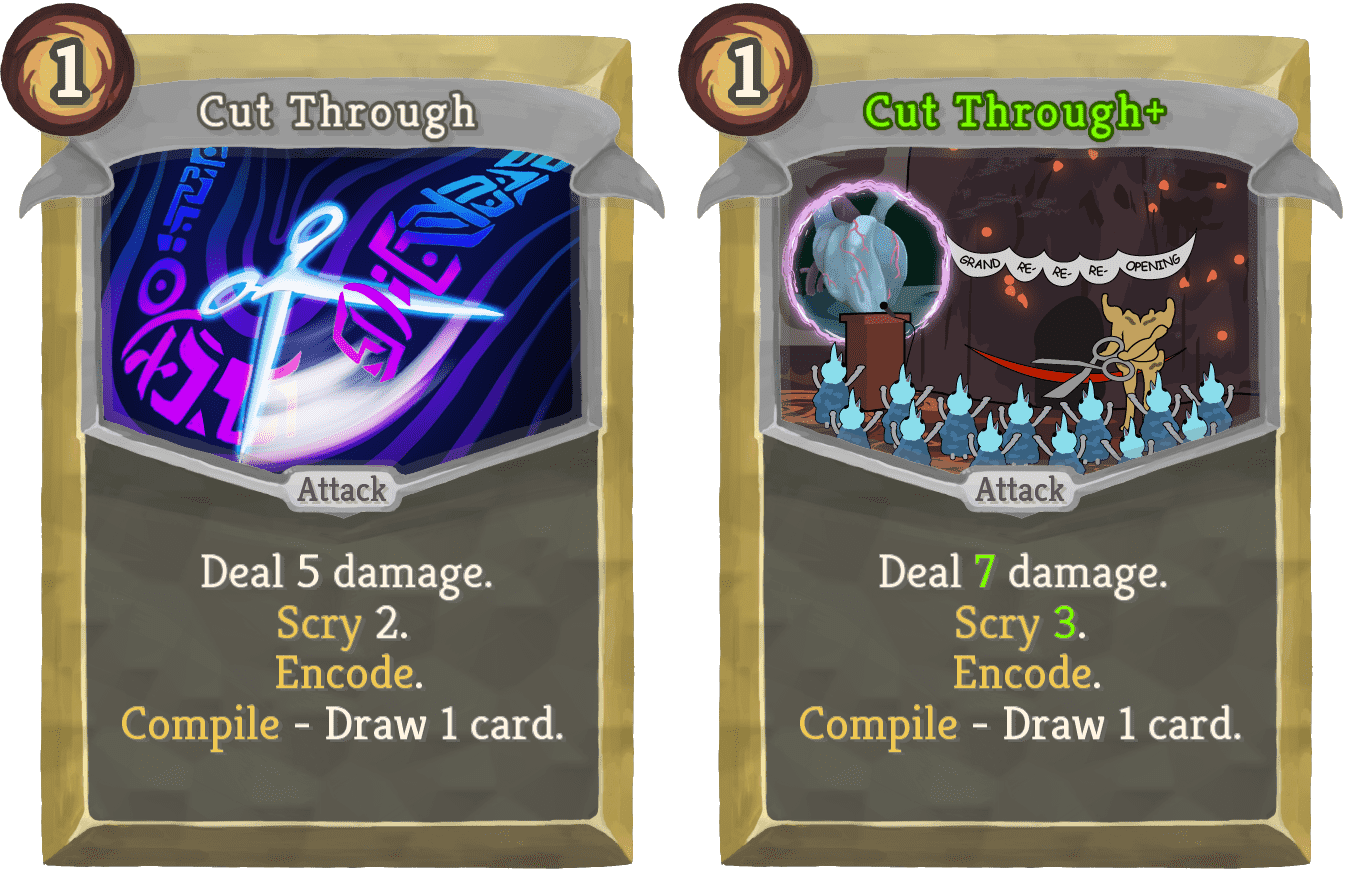 1
Cut Through
Attack
Deal 5 damage.
Scry 2.
Encode.
Compile - Draw 1 card.
1
Cut Through+
GRAND RE- RE- RE- OPENING
Attack
Deal 7 damage.
Scry 3.
Encode.
Compile - Draw 1 card.